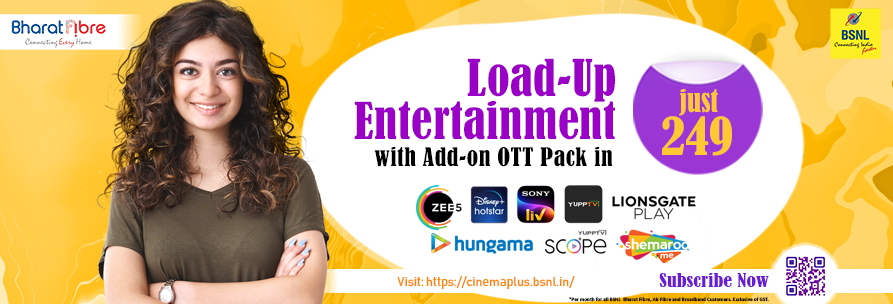 Bharat Fibre
Connecting Every Home
BSNL
Connecting India
faster
Load-Up
Entertainment
with Add-on OTT Pack in
just
249
ZEE5
Disney+
hotstar
SONY
liv
YUPPTV
LIONSGATE
PLAY
hungama
YUPPTV
SCOPE
shemaroo
me
Visit: https://cinemaplus.bsnl.in/
Subscribe Now
*Per month for all BSNL Bharat Fibre, Air Fibre and Broadband Customers. Exclusive of GST.